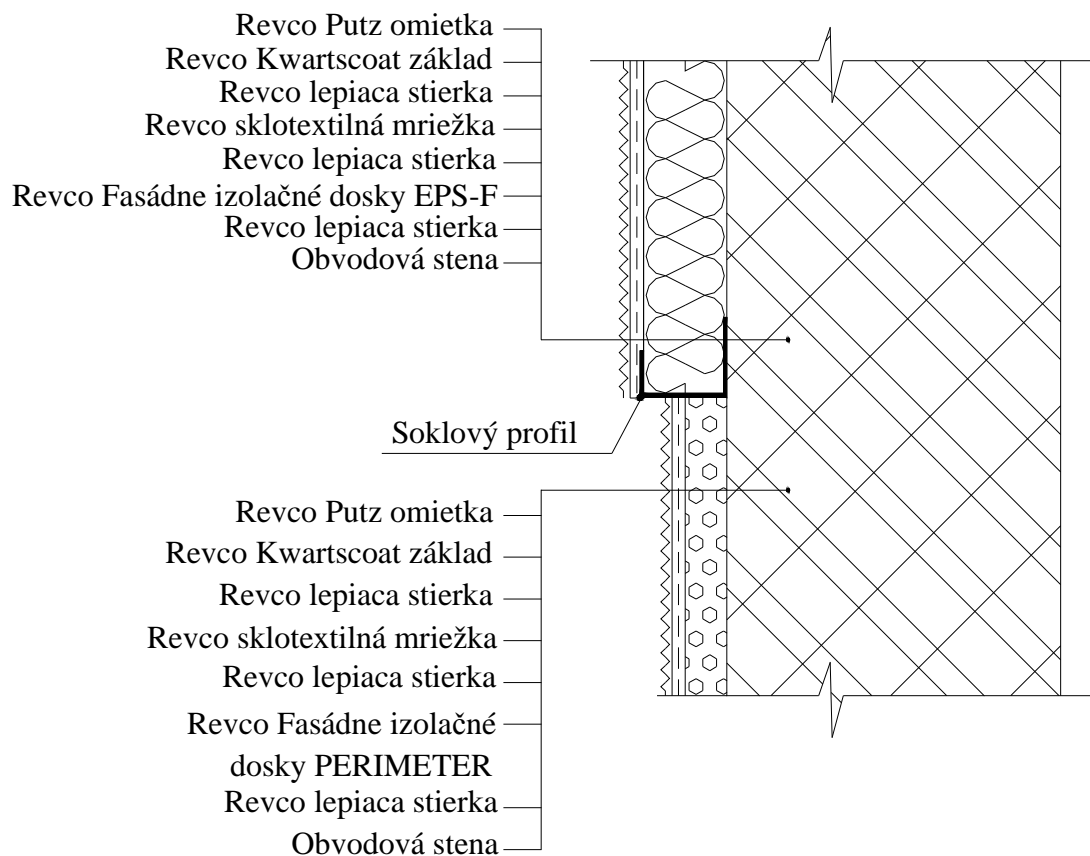 Revco Putz omietka
Revco Kwartscoat základ
Revco lepiaca stierka
Revco sklotextilná mriežka
Revco lepiaca stierka
Revco Fasádne izolačné dosky EPS-F
Revco lepiaca stierka
Obvodová stena
Soklový profil
Revco Putz omietka
Revco Kwartscoat základ
Revco lepiaca stierka
Revco sklotextilná mriežka
Revco lepiaca stierka
Revco Fasádne izolačné
dosky PERIMETER
Revco lepiaca stierka
Obvodová stena